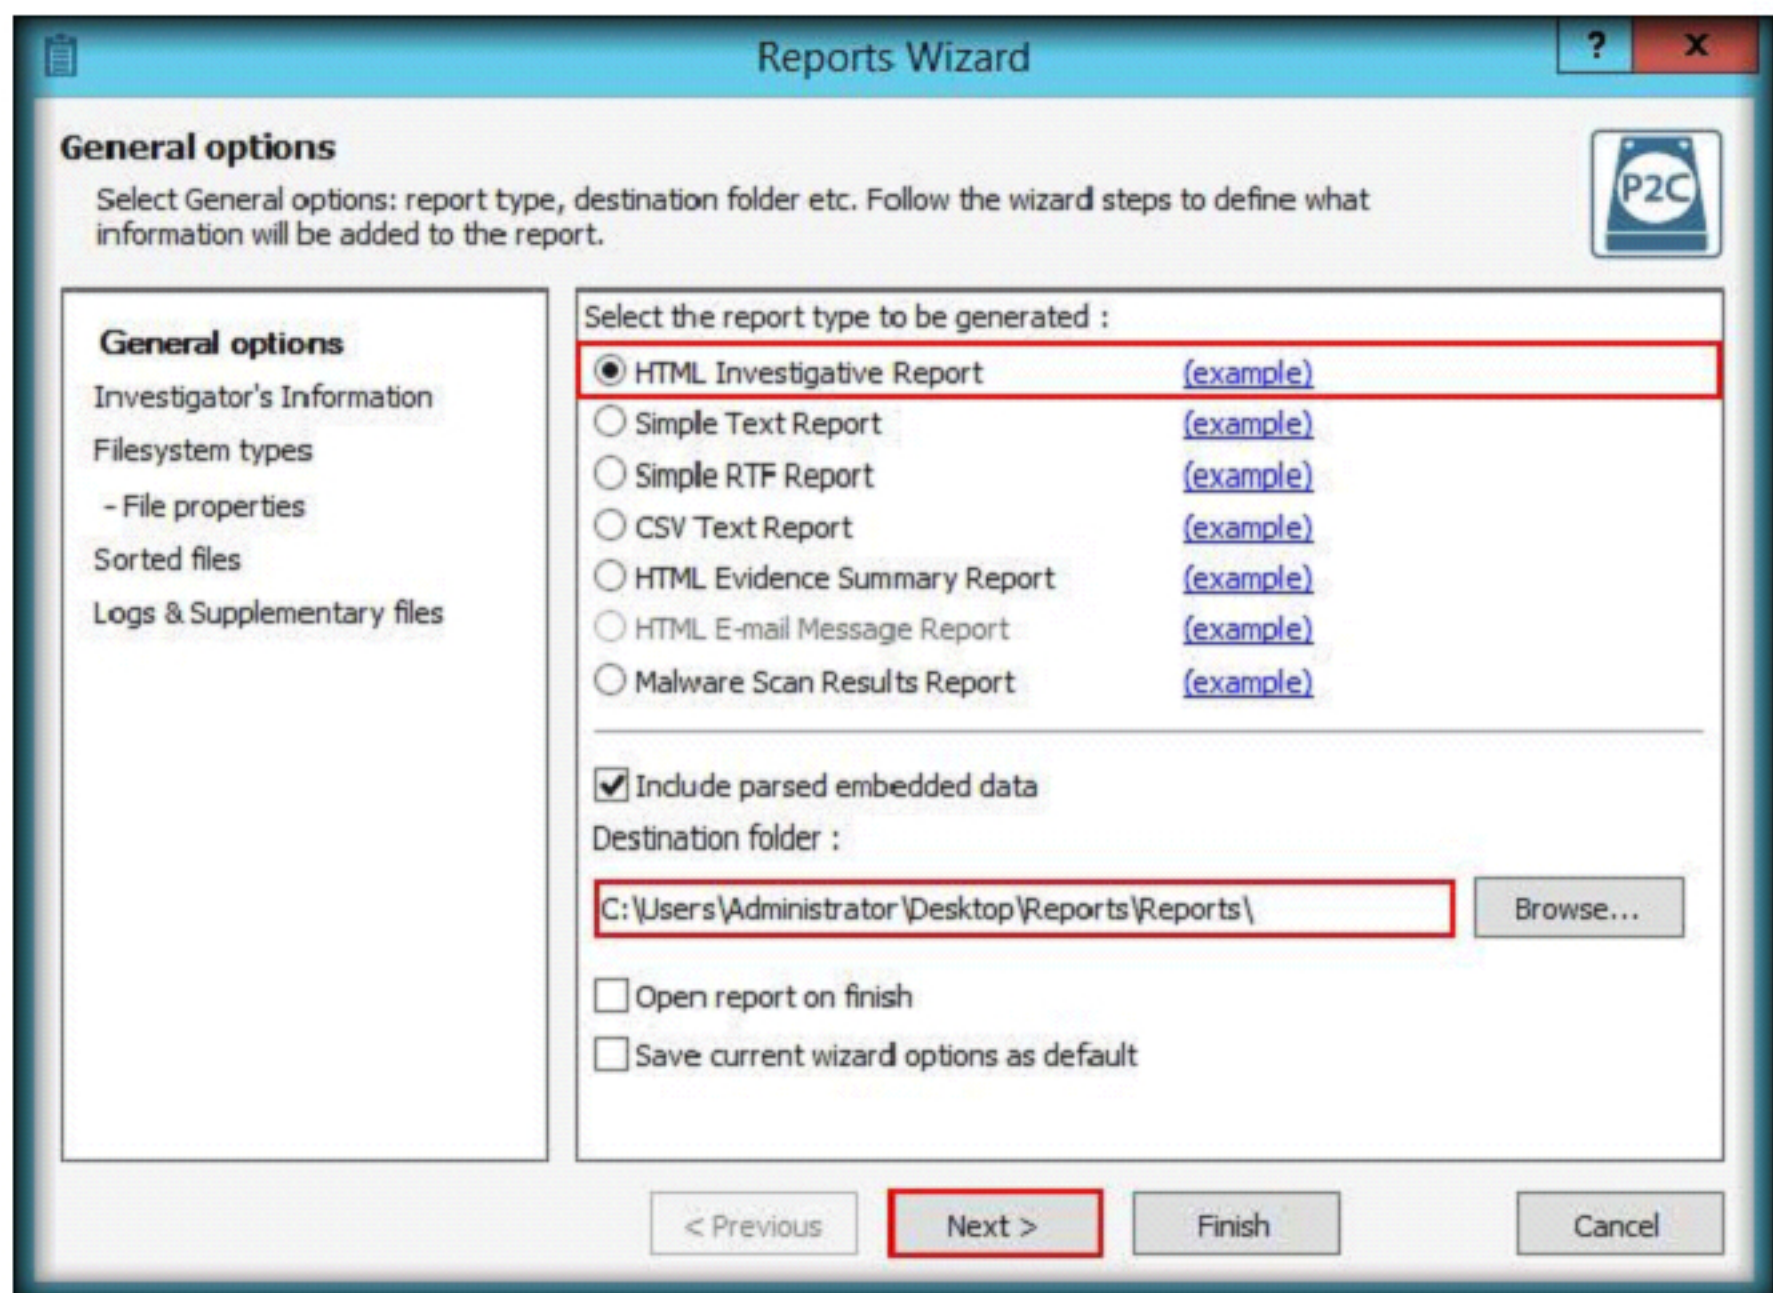 Reports Wizard
?
x
General options
Select General options: report type, destination folder etc. Follow the wizard steps to define what
information will be added to the report.
P2C
General options
Investigator's Information
Filesystem types
- File properties
Sorted files
Logs & Supplementary files
Select the report type to be generated :
HTML Investigative Report (example)
Simple Text Report (example)
Simple RTF Report (example)
CSV Text Report (example)
HTML Evidence Summary Report (example)
HTML E-mail Message Report (example)
Malware Scan Results Report (example)
Include parsed embedded data
Destination folder :
C:\Users\Administrator\Desktop\Reports\Reports\
Browse...
Open report on finish
Save current wizard options as default
< Previous
Next >
Finish
Cancel